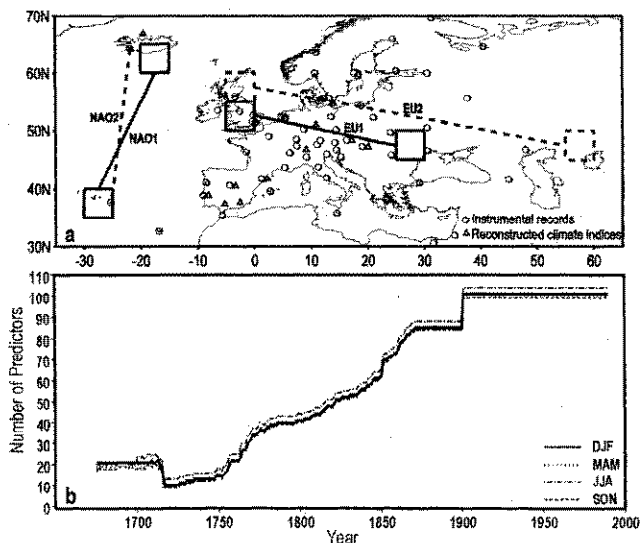 70N
60N
50N
40N
30N
NAO2
NAO1
EU2
EU1
a
○ Instrumental records
△ Reconstructed climate indices
-30 -20 -10 0 10 20 30 40 50 60
Number of Predictors
110
100
90
80
70
60
50
40
30
20
10
0
b
DJF
MAM
JJA
SON
1700 1750 1800 1850 1900 1950 2000
Year